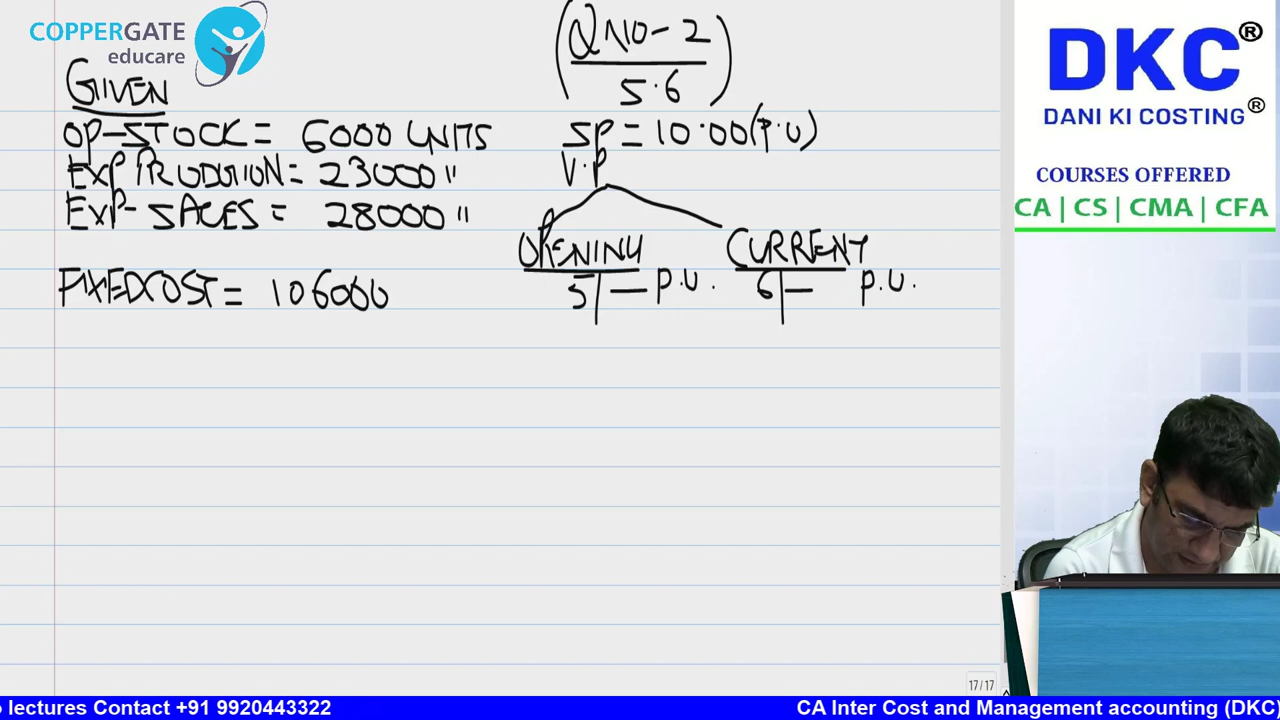 COPPERGATE
educare
(QNO-2
5.6)
GIVEN
OP-STOCK = 6000 UNITS
SP = 10.00 (P.U)
EXP PRODUTION = 23000 "
V.P
EXP-SALES = 28000 "
OPENING
CURRENT
5/- P.U.
6/- P.U.
FIXED COST = 106000
17/17
DKC®
DANI KI COSTING®
COURSES OFFERED
CA | CS | CMA | CFA
o lectures Contact +91 9920443322
CA Inter Cost and Management accounting (DKC)